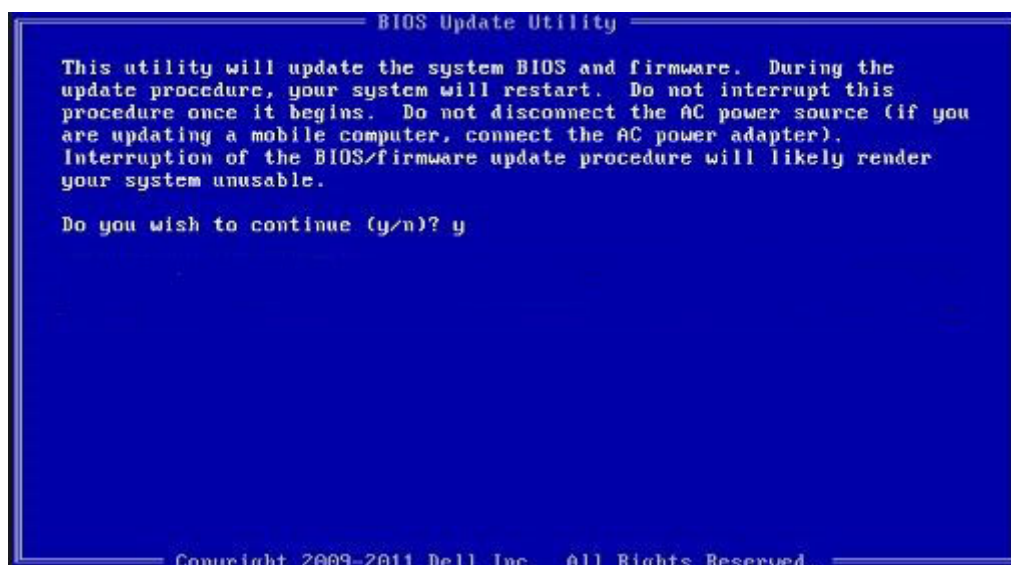 BIOS Update Utility
This utility will update the system BIOS and firmware. During the
update procedure, your system will restart. Do not interrupt this
procedure once it begins. Do not disconnect the AC power source (if you
are updating a mobile computer, connect the AC power adapter).
Interruption of the BIOS/firmware update procedure will likely render
your system unusable.
Do you wish to continue (y/n)? y
Copyright 2009-2011 Dell Inc. All Rights Reserved.